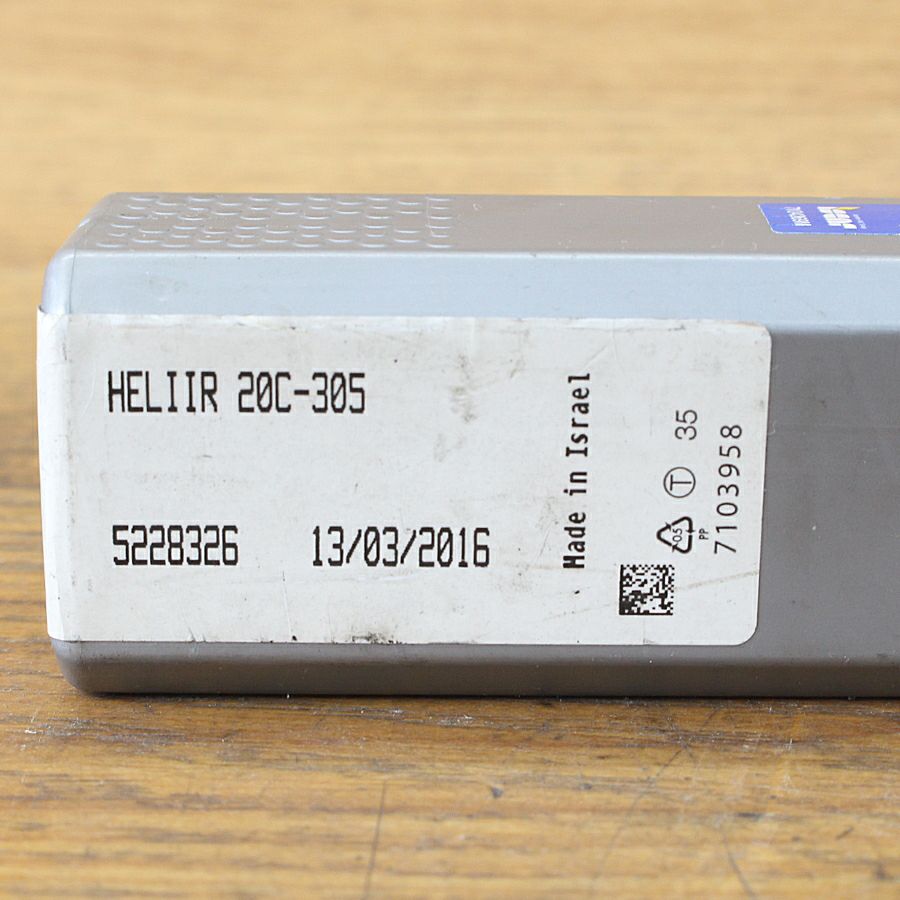 HELIIR 20C-305
5228326 13/03/2016
Made in Israel
T 35
05
PP
7103958